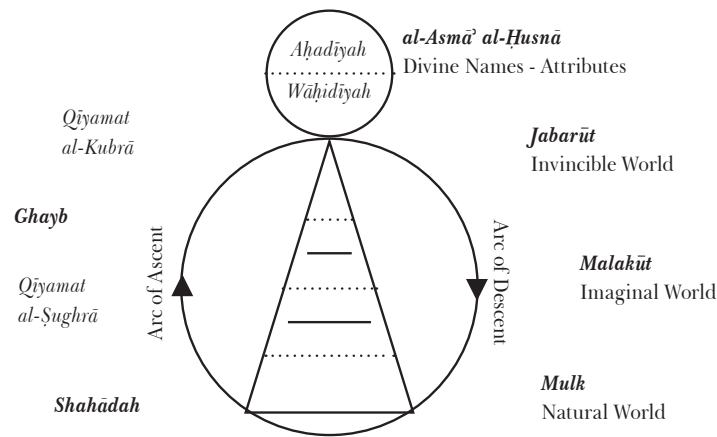 Aḥadīyah
Wāḥidīyah
al-Asmāʾ al-Ḥusnā
Divine Names - Attributes
Qīyamat
al-Kubrā
Jabarūt
Invincible World
Ghayb
Arc of Ascent
Arc of Descent
Malakūt
Imaginal World
Qīyamat
al-Ṣughrā
Shahādah
Mulk
Natural World